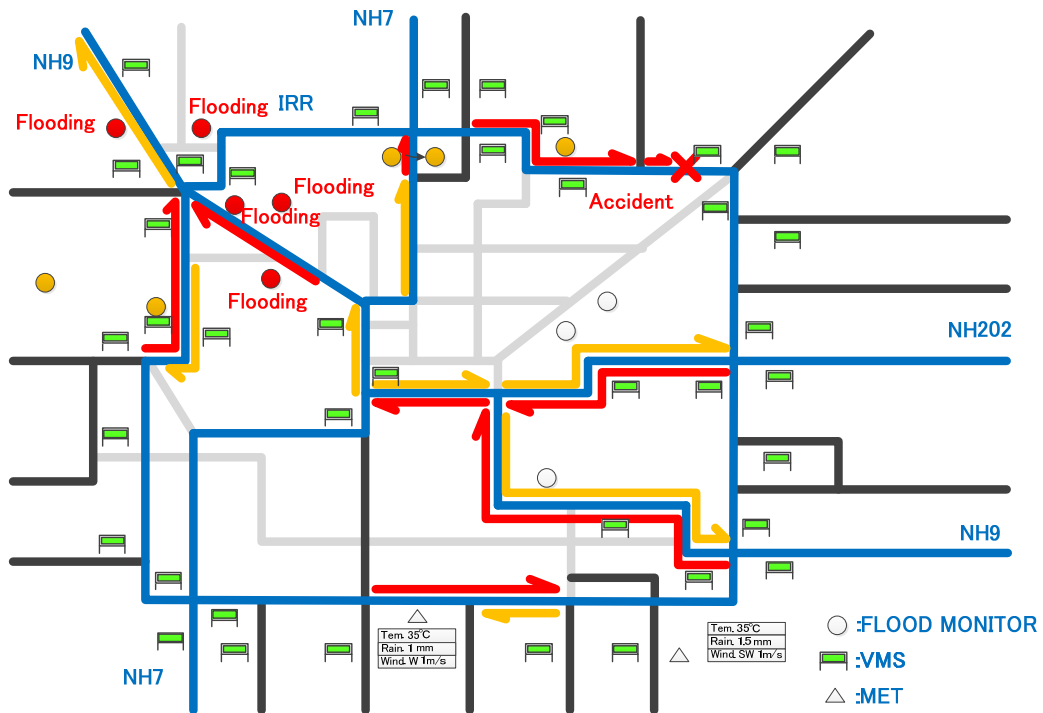 NH7
NH9
Flooding
Flooding
IRR
Flooding
Flooding
Accident
Flooding
NH202
NH9
Tem. 35℃
Rain. 1 mm
Wind. W 1m/s
Tem. 35℃
Rain. 1.5 mm
Wind. SW 1m/s
:FLOOD MONITOR
:VMS
:MET
NH7